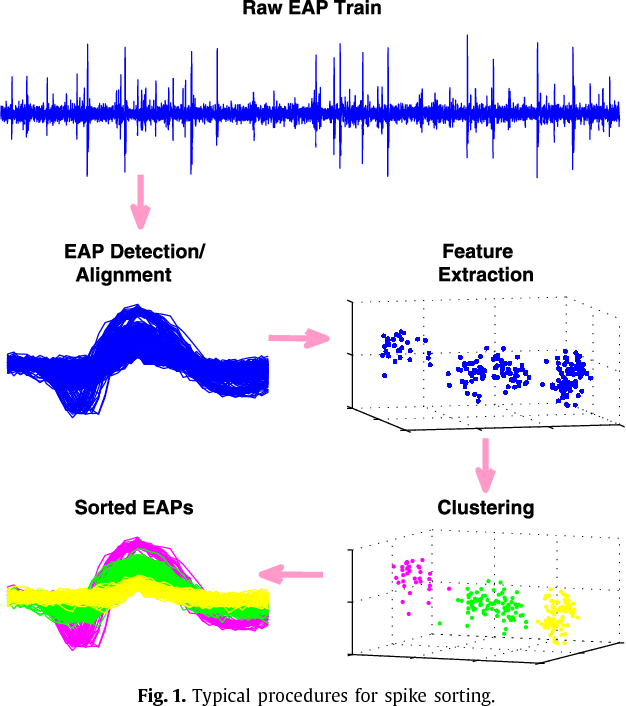 Raw EAP Train
EAP Detection/
Alignment
Feature
Extraction
Sorted EAPs
Clustering
Fig. 1. Typical procedures for spike sorting.